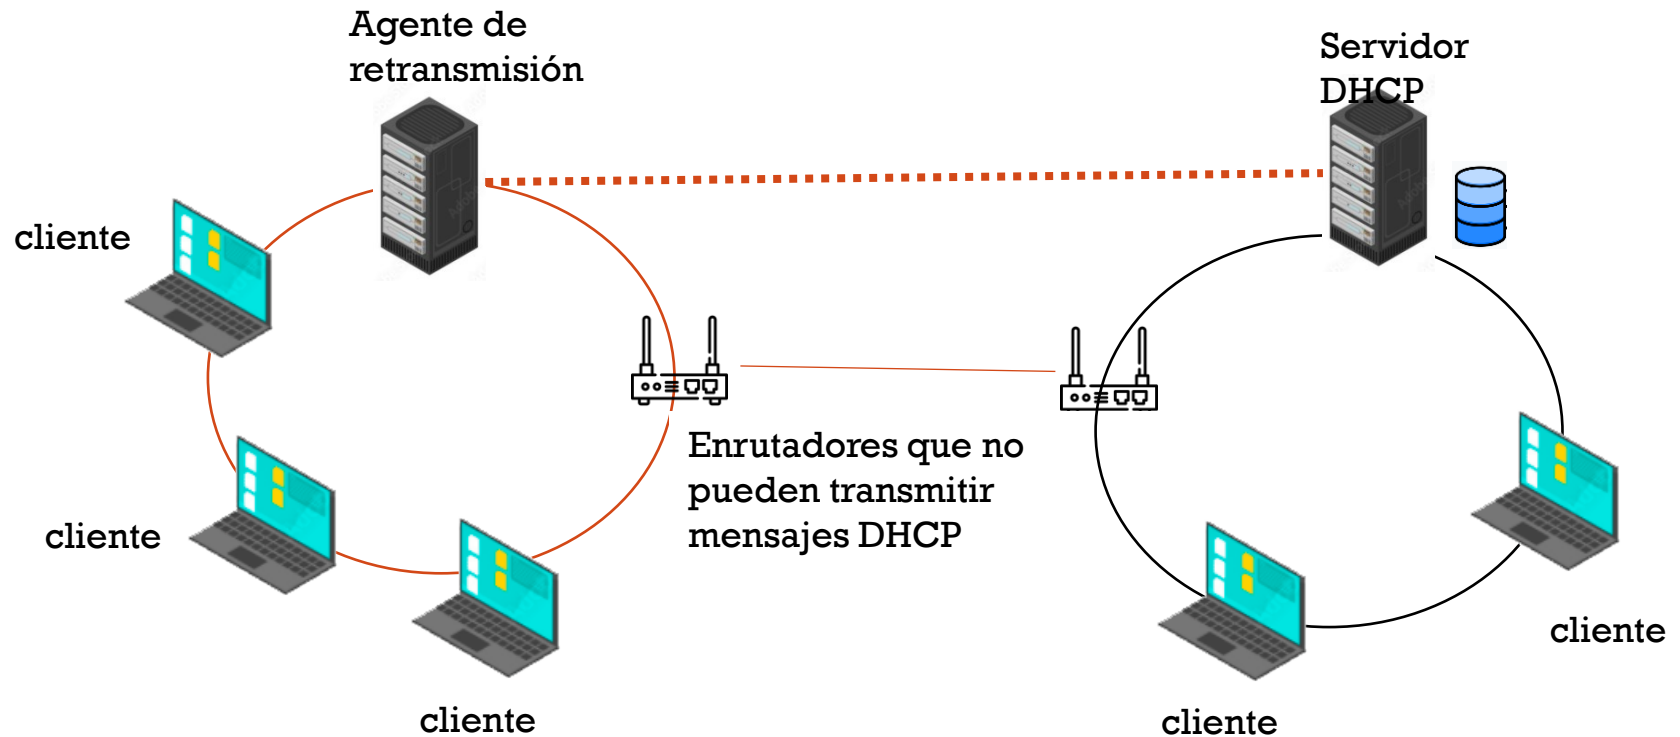 Agente de
retransmisión
Servidor
DHCP
cliente
Enrutadores que no
pueden transmitir
mensajes DHCP
cliente
cliente
cliente
cliente